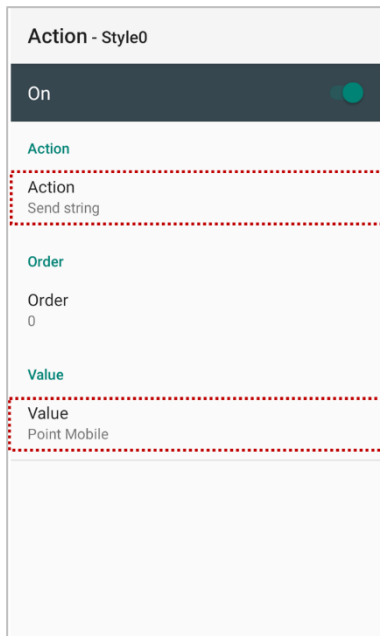 Action - Style0
On
Action
Action
Send string
Order
Order
0
Value
Value
Point Mobile